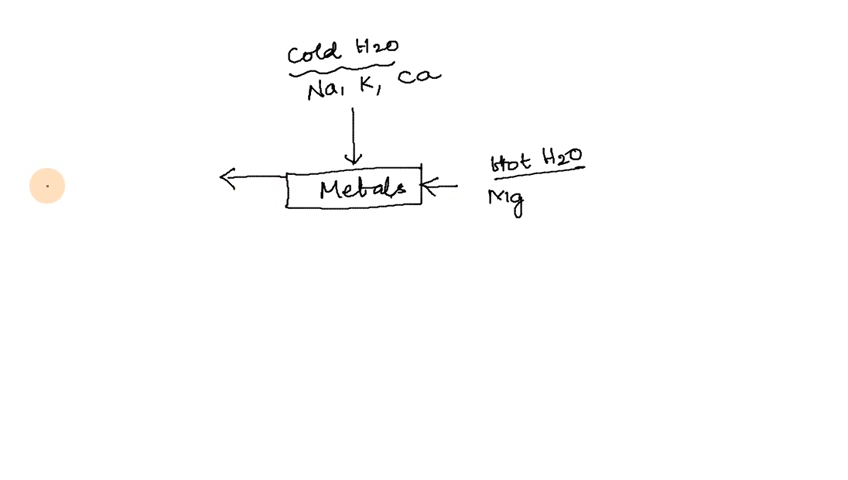 Cold H2O
Na, K, Ca
Metals
Hot H2O
Mg